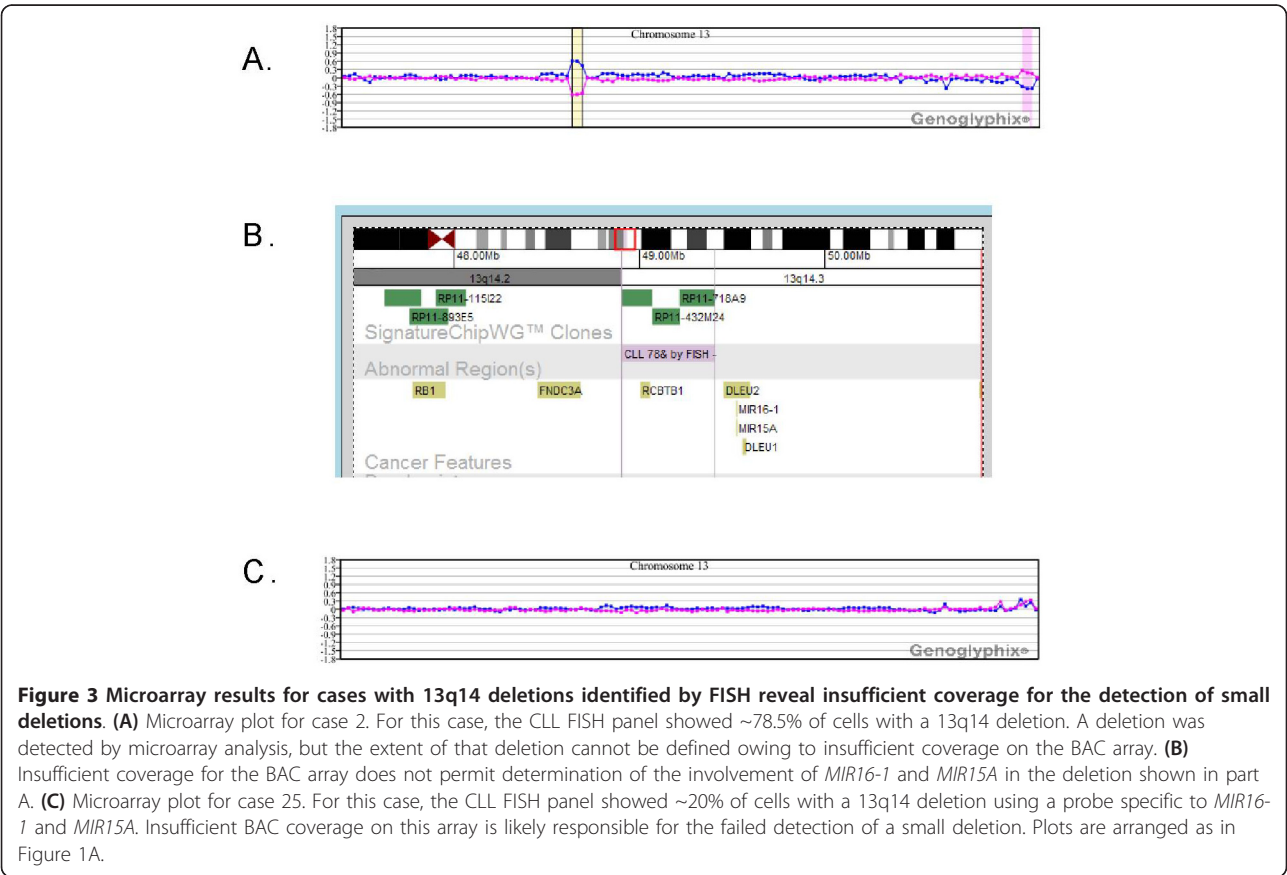 A.
Chromosome 13
1.8
1.5
1.2
0.9
0.6
0.3
0
-0.3
-0.6
-0.9
-1.2
-1.5
-1.8
Genoglyphix®
B.
48.00Mb 49.00Mb 50.00Mb
13q14.2 13q14.3
RP11-115I22 RP11-718A9
RP11-893E5 RP11-432M24
SignatureChipWG™ Clones
CLL 78& by FISH -
Abnormal Region(s)
RB1 FNDC3A RCBTB1 DLEU2
MIR16-1
MIR15A
DLEU1
Cancer Features
C.
Chromosome 13
1.8
1.5
1.2
0.9
0.6
0.3
0
-0.3
-0.6
-0.9
-1.2
-1.5
-1.8
Genoglyphix®
Figure 3 Microarray results for cases with 13q14 deletions identified by FISH reveal insufficient coverage for the detection of small
deletions. (A) Microarray plot for case 2. For this case, the CLL FISH panel showed ~78.5% of cells with a 13q14 deletion. A deletion was
detected by microarray analysis, but the extent of that deletion cannot be defined owing to insufficient coverage on the BAC array. (B)
Insufficient coverage for the BAC array does not permit determination of the involvement of MIR16-1 and MIR15A in the deletion shown in part
A. (C) Microarray plot for case 25. For this case, the CLL FISH panel showed ~20% of cells with a 13q14 deletion using a probe specific to MIR16-
1 and MIR15A. Insufficient BAC coverage on this array is likely responsible for the failed detection of a small deletion. Plots are arranged as in
Figure 1A.